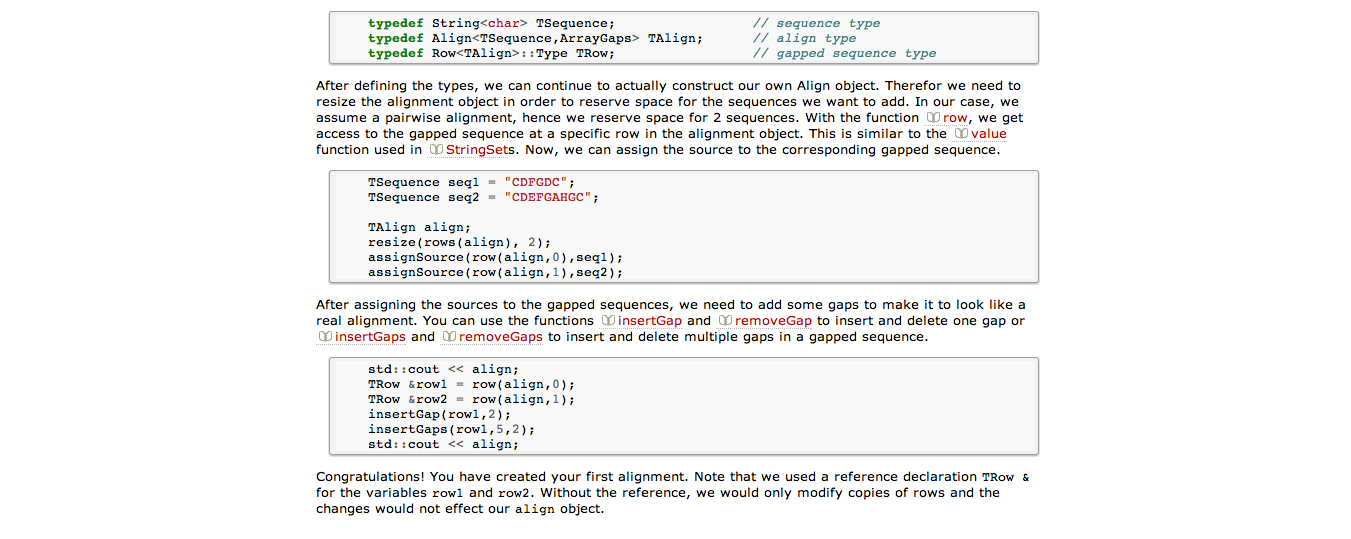 typedef String<char> TSequence; // sequence type
typedef Align<TSequence,ArrayGaps> TAlign; // align type
typedef Row<TAlign>::Type TRow; // gapped sequence type
After defining the types, we can continue to actually construct our own Align object. Therefor we need to
resize the alignment object in order to reserve space for the sequences we want to add. In our case, we
assume a pairwise alignment, hence we reserve space for 2 sequences. With the function row, we get
access to the gapped sequence at a specific row in the alignment object. This is similar to the value
function used in StringSets. Now, we can assign the source to the corresponding gapped sequence.
TSequence seq1 = "CDFGDC";
TSequence seq2 = "CDEFGAHGC";
TAlign align;
resize(rows(align), 2);
assignSource(row(align,0),seq1);
assignSource(row(align,1),seq2);
After assigning the sources to the gapped sequences, we need to add some gaps to make it to look like a
real alignment. You can use the functions insertGap and removeGap to insert and delete one gap or
insertGaps and removeGaps to insert and delete multiple gaps in a gapped sequence.
std::cout << align;
TRow &row1 = row(align,0);
TRow &row2 = row(align,1);
insertGap(row1,2);
insertGaps(row1,5,2);
std::cout << align;
Congratulations! You have created your first alignment. Note that we used a reference declaration TRow &
for the variables row1 and row2. Without the reference, we would only modify copies of rows and the
changes would not effect our align object.